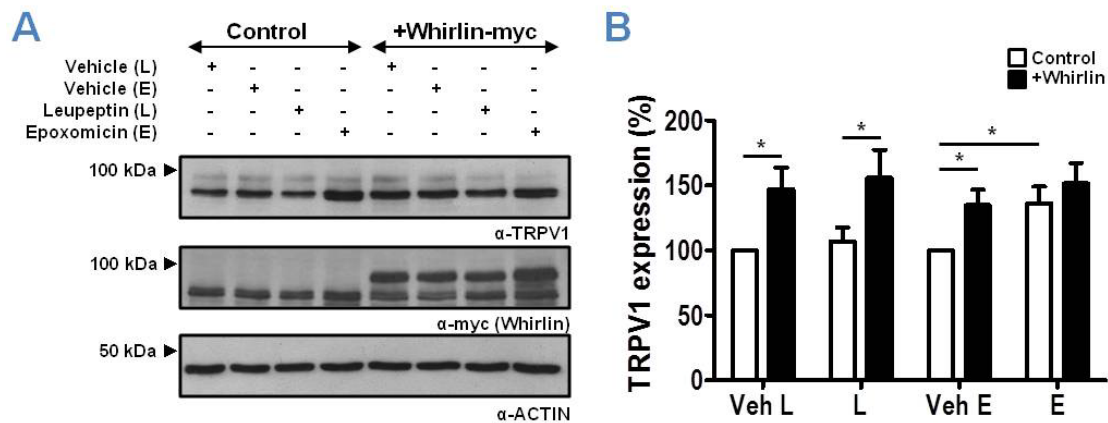 A
Control +Whirlin-myc
Vehicle (L) + - - - + - - -
Vehicle (E) - + - - - + - -
Leupeptin (L) - - + - - - + -
Epoxomicin (E) - - - + - - - +
100 kDa
α-TRPV1
100 kDa
α-myc (Whirlin)
50 kDa
α-ACTIN
B
Control
+Whirlin
TRPV1 expression (%)
200
150
100
50
0
* * * *
Veh L L Veh E E